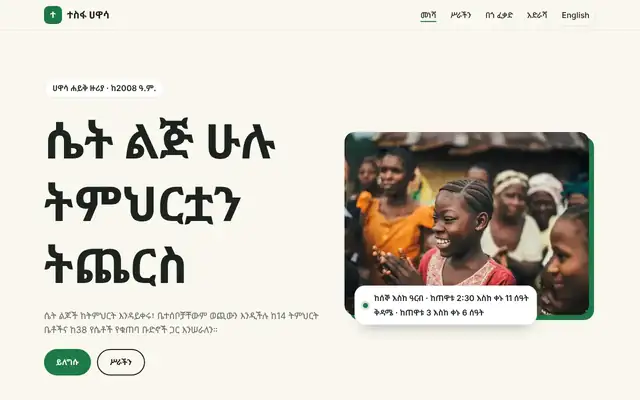 ተስፋ ሀዋሳ
መነሻ
ሥራችን
በጎ ፈቃድ
አድራሻ
English
ሀዋሳ ሐይቅ ዙሪያ · ከ2008 ዓ.ም.
ሴት ልጅ ሁሉ
ትምህርቷን
ትጨርስ
ሴት ልጆች ከትምህርት እንዳይቀሩ፣ ቤተሰቦቻቸውም ወጪውን እንዲችሉ ከ14 ትምህርት
ቤቶችና ከ38 የሴቶች የቁጠባ ቡድኖች ጋር እንሠራለን።
ይለግሱ
ሥራችን
ከሰኞ እስከ ዓርብ · ከጠዋቱ 2:30 እስከ ቀኑ 11 ሰዓት
ቅዳሜ · ከጠዋቱ 3 እስከ ቀኑ 6 ሰዓት